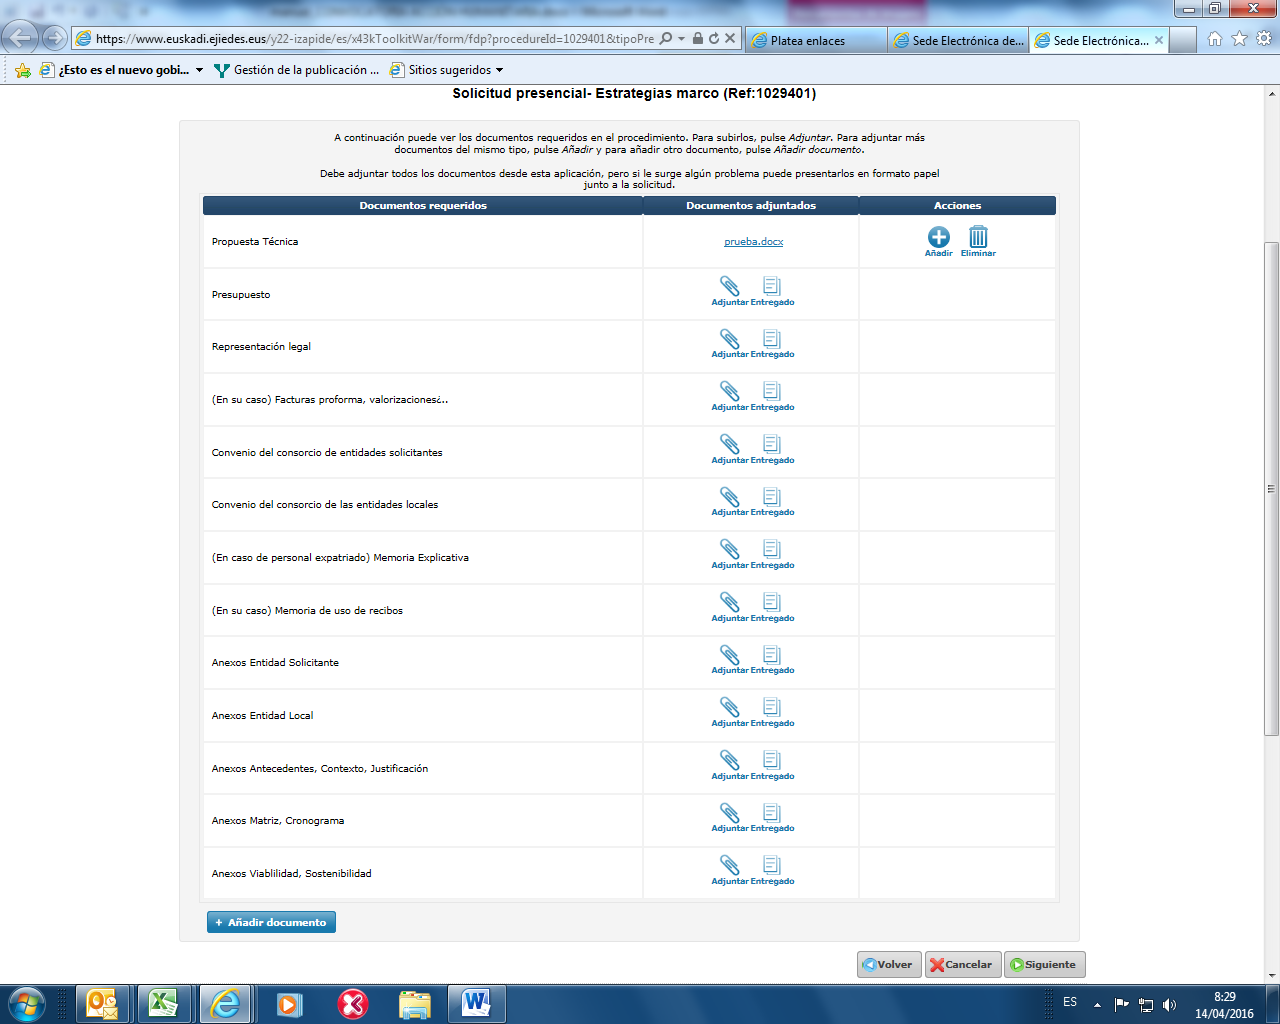 https://www.euskadi.ejiedes.eus/y22-izapide/es/x43kToolkitWar/form/fdp?procedureId=1029401&tipoPre
Platea enlaces
Sede Electrónica de...
Sede Electrónica...
¿Esto es el nuevo gobi...
Gestión de la publicación ...
Sitios sugeridos
Solicitud presencial- Estrategias marco (Ref:1029401)
A continuación puede ver los documentos requeridos en el procedimiento. Para subirlos, pulse Adjuntar. Para adjuntar más
documentos del mismo tipo, pulse Añadir y para añadir otro documento, pulse Añadir documento.
Debe adjuntar todos los documentos desde esta aplicación, pero si le surge algún problema puede presentarlos en formato papel
junto a la solicitud.
Documentos requeridos Documentos adjuntados Acciones
Propuesta Técnica prueba.docx Añadir Eliminar
Presupuesto Adjuntar Entregado
Representación legal Adjuntar Entregado
(En su caso) Facturas proforma, valorizaciones¿.. Adjuntar Entregado
Convenio del consorcio de entidades solicitantes Adjuntar Entregado
Convenio del consorcio de las entidades locales Adjuntar Entregado
(En caso de personal expatriado) Memoria Explicativa Adjuntar Entregado
(En su caso) Memoria de uso de recibos Adjuntar Entregado
Anexos Entidad Solicitante Adjuntar Entregado
Anexos Entidad Local Adjuntar Entregado
Anexos Antecedentes, Contexto, Justificación Adjuntar Entregado
Anexos Matriz, Cronograma Adjuntar Entregado
Anexos Viablilidad, Sostenibilidad Adjuntar Entregado
+ Añadir documento
Volver Cancelar Siguiente
ES
8:29
14/04/2016